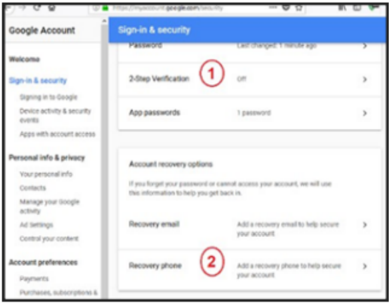 https://myaccount.google.com/security
Google Account
Sign-in & security
Welcome
Sign-in & security
Signing in to Google
Device activity & security
events
Apps with account access
Personal info & privacy
Your personal info
Contacts
Manage your Google
activity
Ad Settings
Control your content
Account preferences
Payments
Purchases, subscriptions &
Password
Last changed: 1 minute ago
2-Step Verification
1
Off
App passwords
1 password
Account recovery options
If you forget your password or cannot access your account, we will use
this information to help you get back in.
Recovery email
Add a recovery email to help secure
your account
Recovery phone
2
Add a recovery phone to help secure
your account